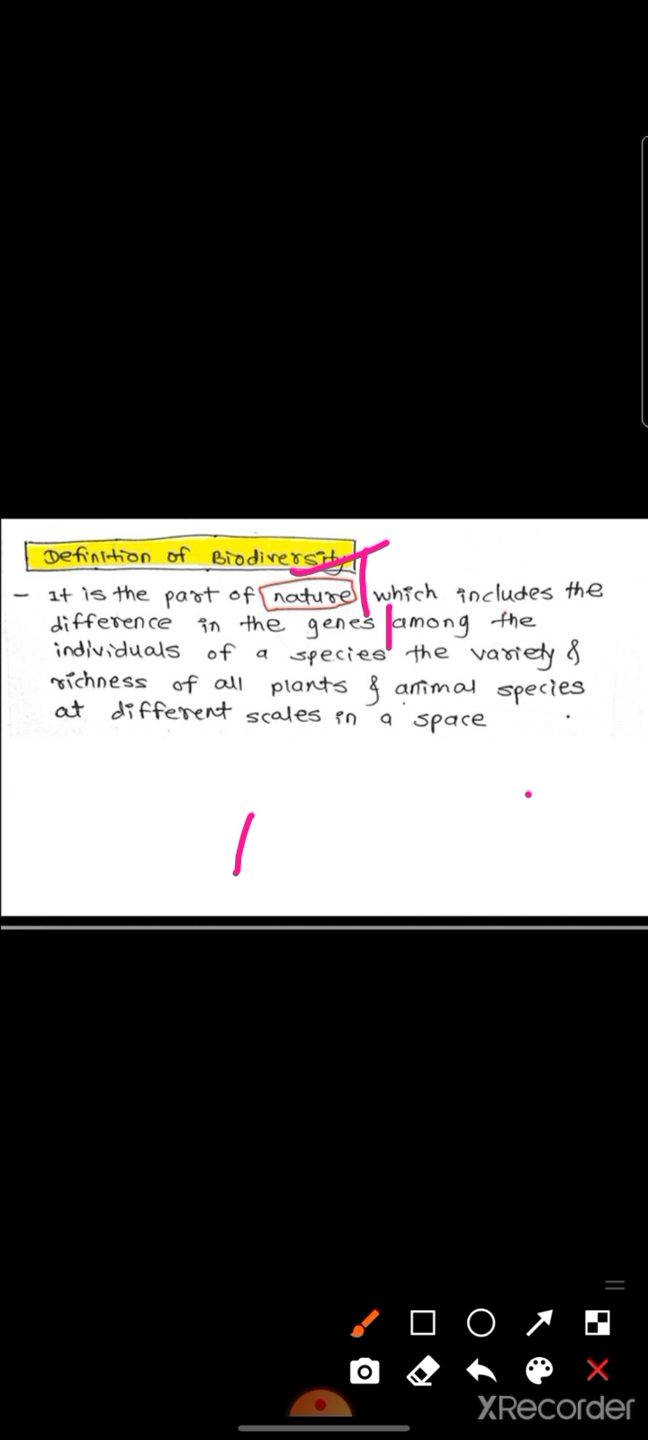 Definition of Biodiversity
- It is the part of nature which includes the
difference in the genes among the
individuals of a species the variety &
richness of all plants & animal species
at different scales in a space .
XRecorder